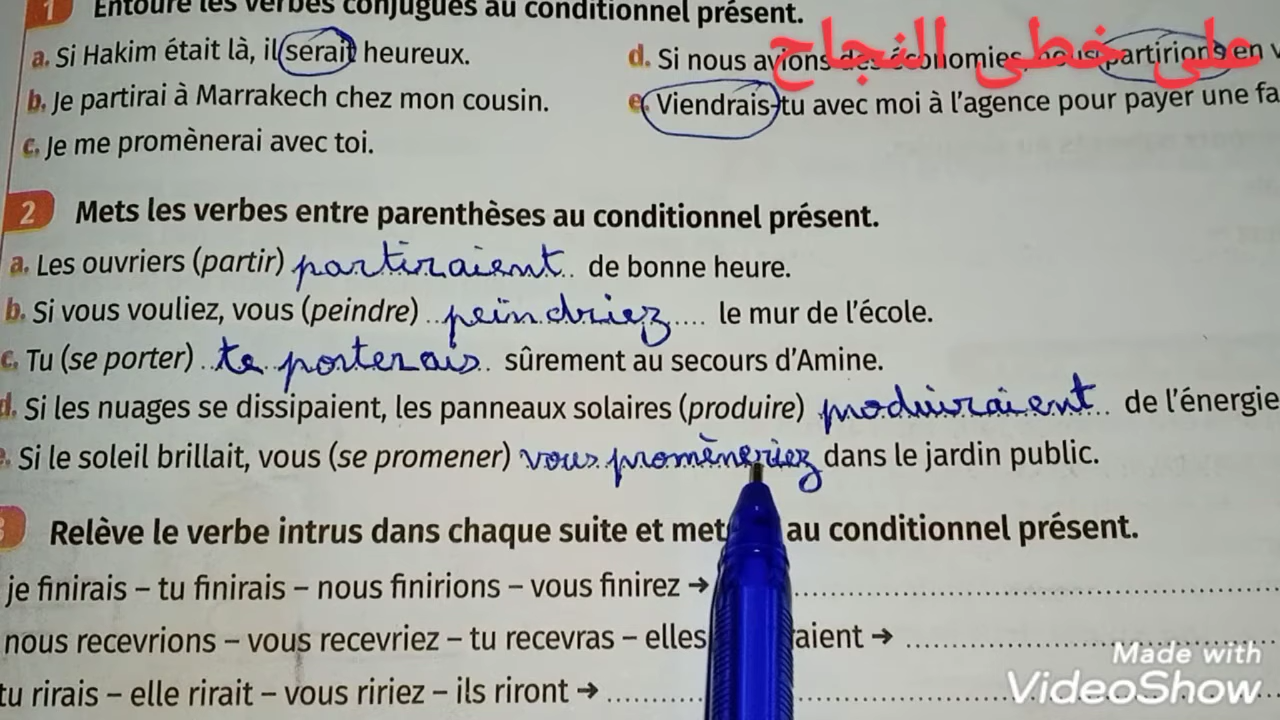 1 Entoure les verbes conjugués au conditionnel présent.
على خطى النجاح
a. Si Hakim était là, il serait heureux.
d. Si nous avions des économies, nous partirions en v
b. Je partirai à Marrakech chez mon cousin.
e. Viendrais-tu avec moi à l'agence pour payer une fa
c. Je me promènerai avec toi.
2 Mets les verbes entre parenthèses au conditionnel présent.
a. Les ouvriers (partir) partiraient de bonne heure.
b. Si vous vouliez, vous (peindre) peindriez le mur de l'école.
c. Tu (se porter) te porterais sûrement au secours d'Amine.
d. Si les nuages se dissipaient, les panneaux solaires (produire) produiraient de l'énergie
e. Si le soleil brillait, vous (se promener) vous promèneriez dans le jardin public.
3 Relève le verbe intrus dans chaque suite et met au conditionnel présent.
je finirais – tu finirais – nous finirions – vous finirez →
nous recevrions – vous recevriez – tu recevras – elles raient →
tu rirais – elle rirait – vous ririez – ils riront →
Made with
VideoShow